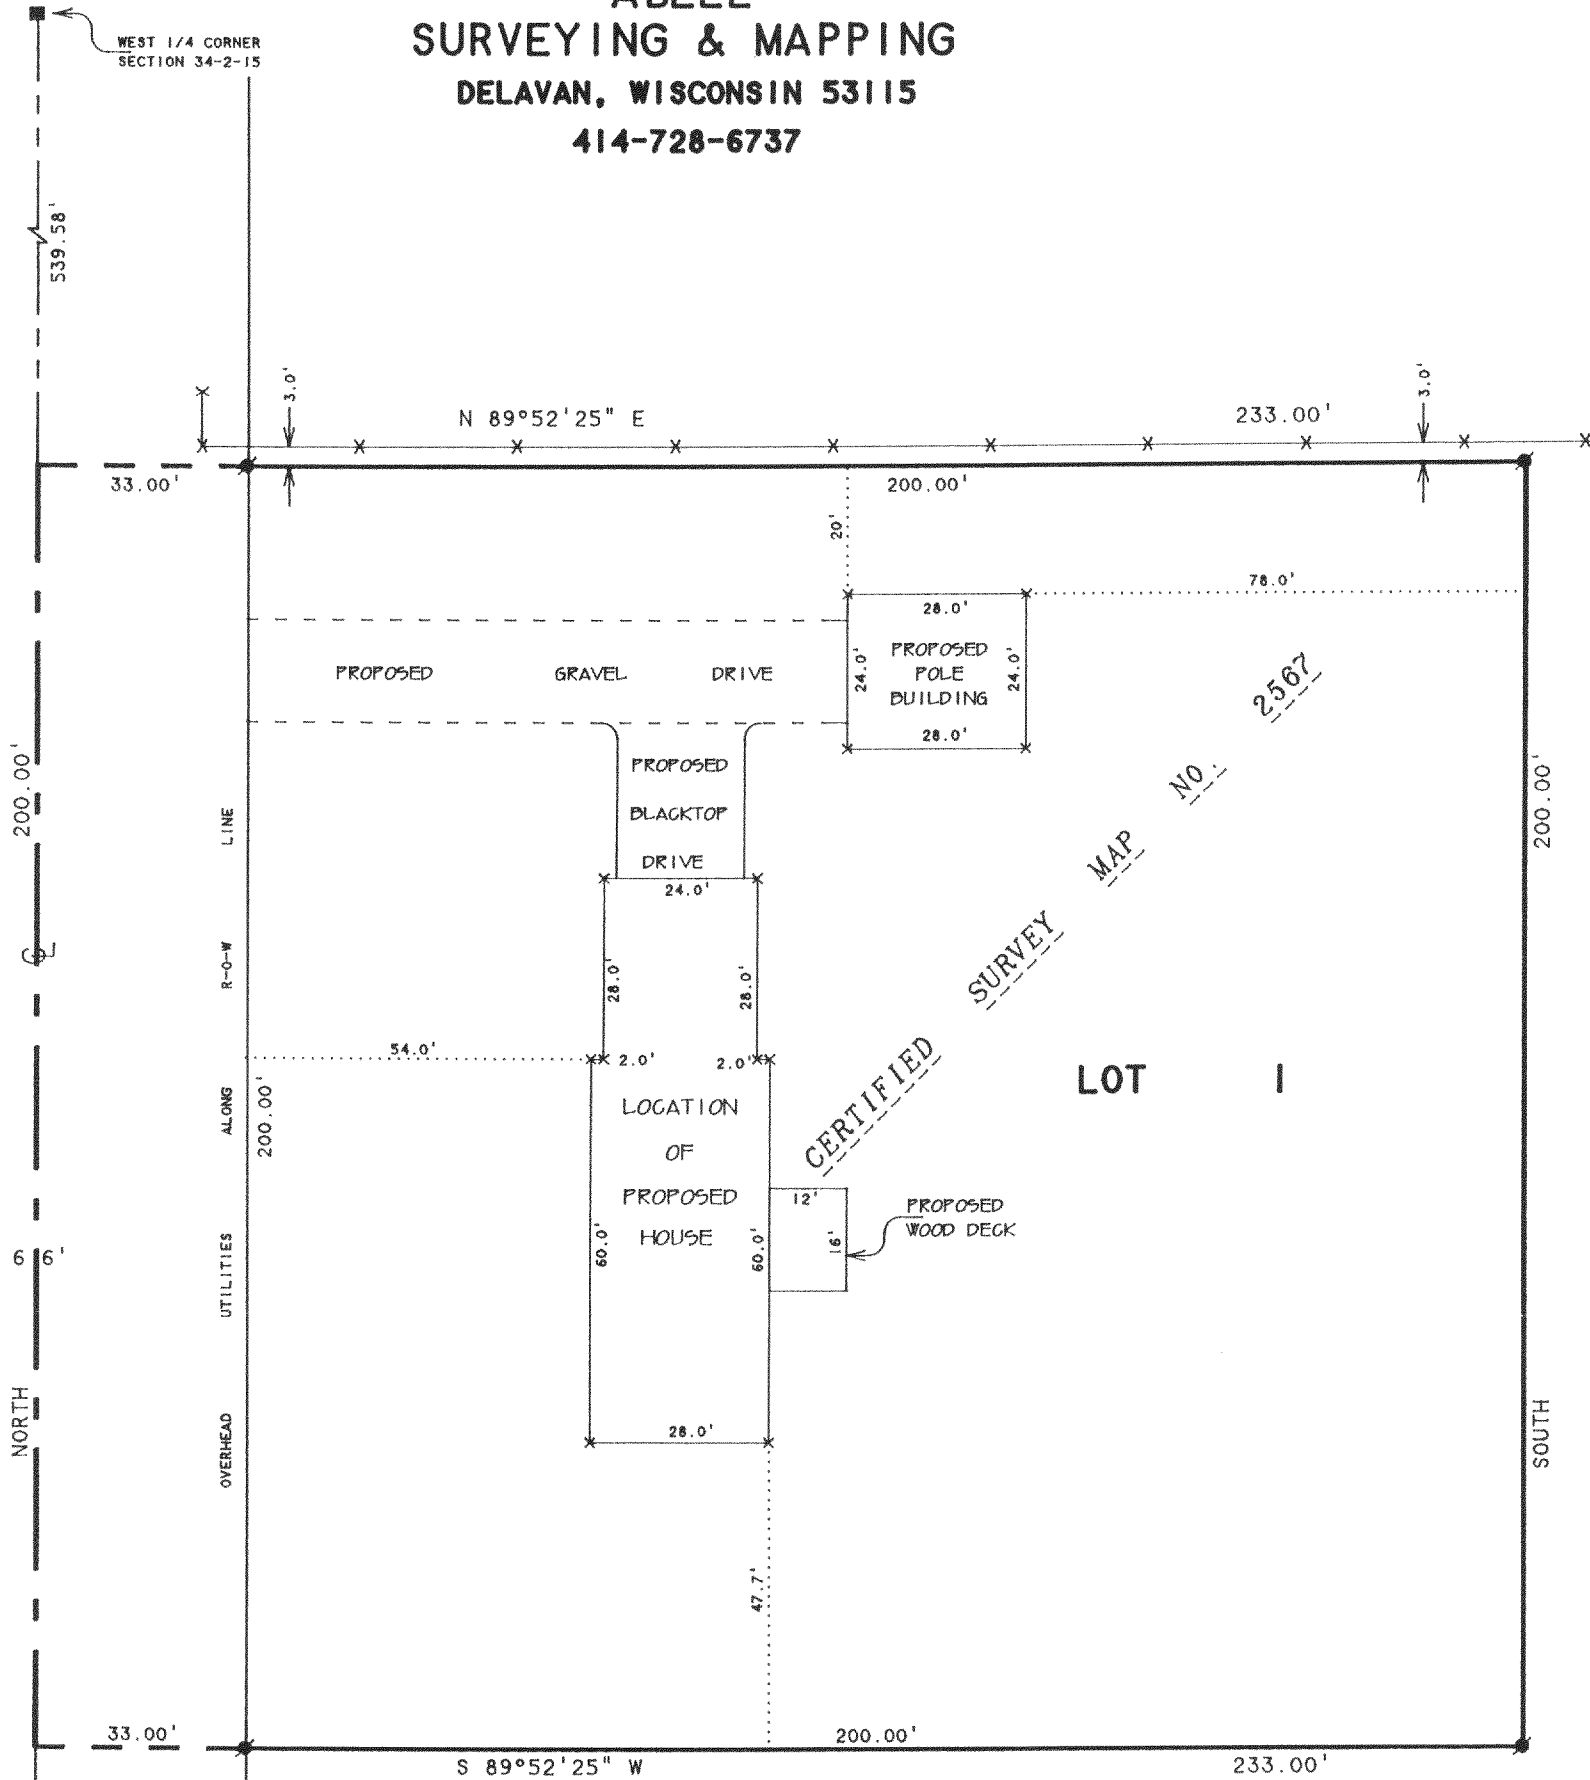 SURVEYING & MAPPING
DELAVAN, WISCONSIN 53115
414-728-6737
WEST 1/4 CORNER
SECTION 34-2-15
539.58'
3.0'
N 89°52'25" E
233.00'
3.0'
33.00'
200.00'
20'
78.0'
28.0'
PROPOSED
POLE
BUILDING
24.0'
24.0'
28.0'
PROPOSED GRAVEL DRIVE
PROPOSED
BLACKTOP
DRIVE
24.0'
28.0'
28.0'
54.0'
2.0'
2.0'
LOCATION
OF
PROPOSED
HOUSE
60.0'
60.0'
12'
16'
PROPOSED
WOOD DECK
28.0'
47.7'
CERTIFIED SURVEY MAP NO. 2567
LOT 1
200.00'
SOUTH
200.00'
66'
NORTH
OVERHEAD UTILITIES ALONG R-O-W LINE
200.00'
33.00'
200.00'
S 89°52'25" W
233.00'